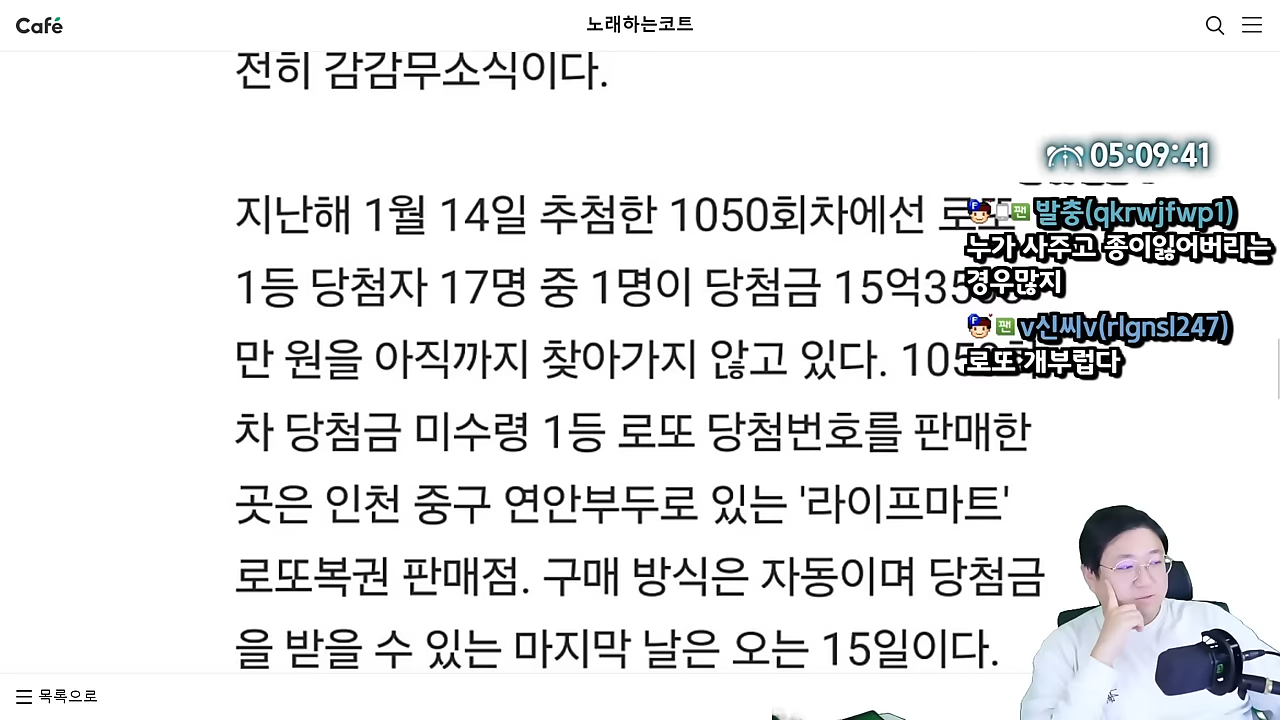 Café
노래하는코트
전히 감감무소식이다.
05:09:41
지난해 1월 14일 추첨한 1050회차에선 로또
팬 발충(qkrwjfwp1)
누가 사주고 종이잃어버리는
경우많지
1등 당첨자 17명 중 1명이 당첨금 15억35
팬 v신씨v(rlgnsl247)
로또 개부럽다
만 원을 아직까지 찾아가지 않고 있다.
차 당첨금 미수령 1등 로또 당첨번호를 판매한
곳은 인천 중구 연안부두로 있는 '라이프마트'
로또복권 판매점. 구매 방식은 자동이며 당첨금
을 받을 수 있는 마지막 날은 오는 15일이다.
목록으로